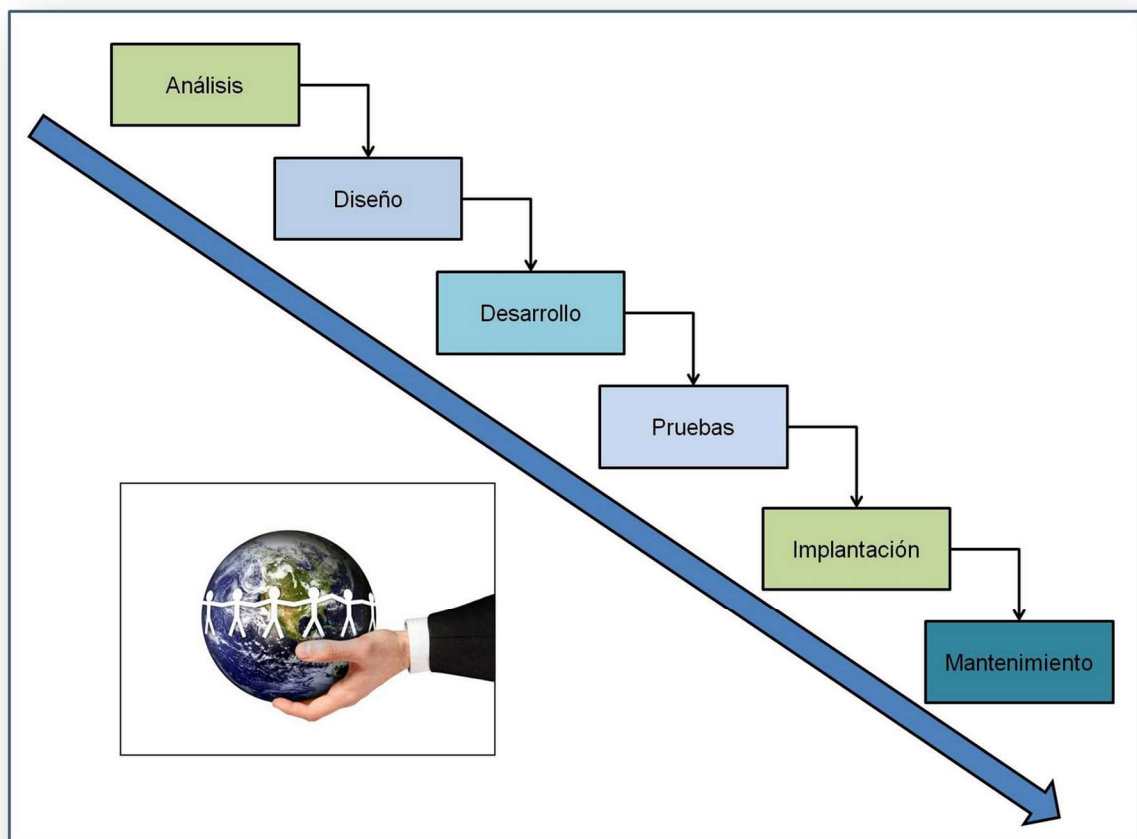 Análisis
Diseño
Desarrollo
Pruebas
Implantación
Mantenimiento